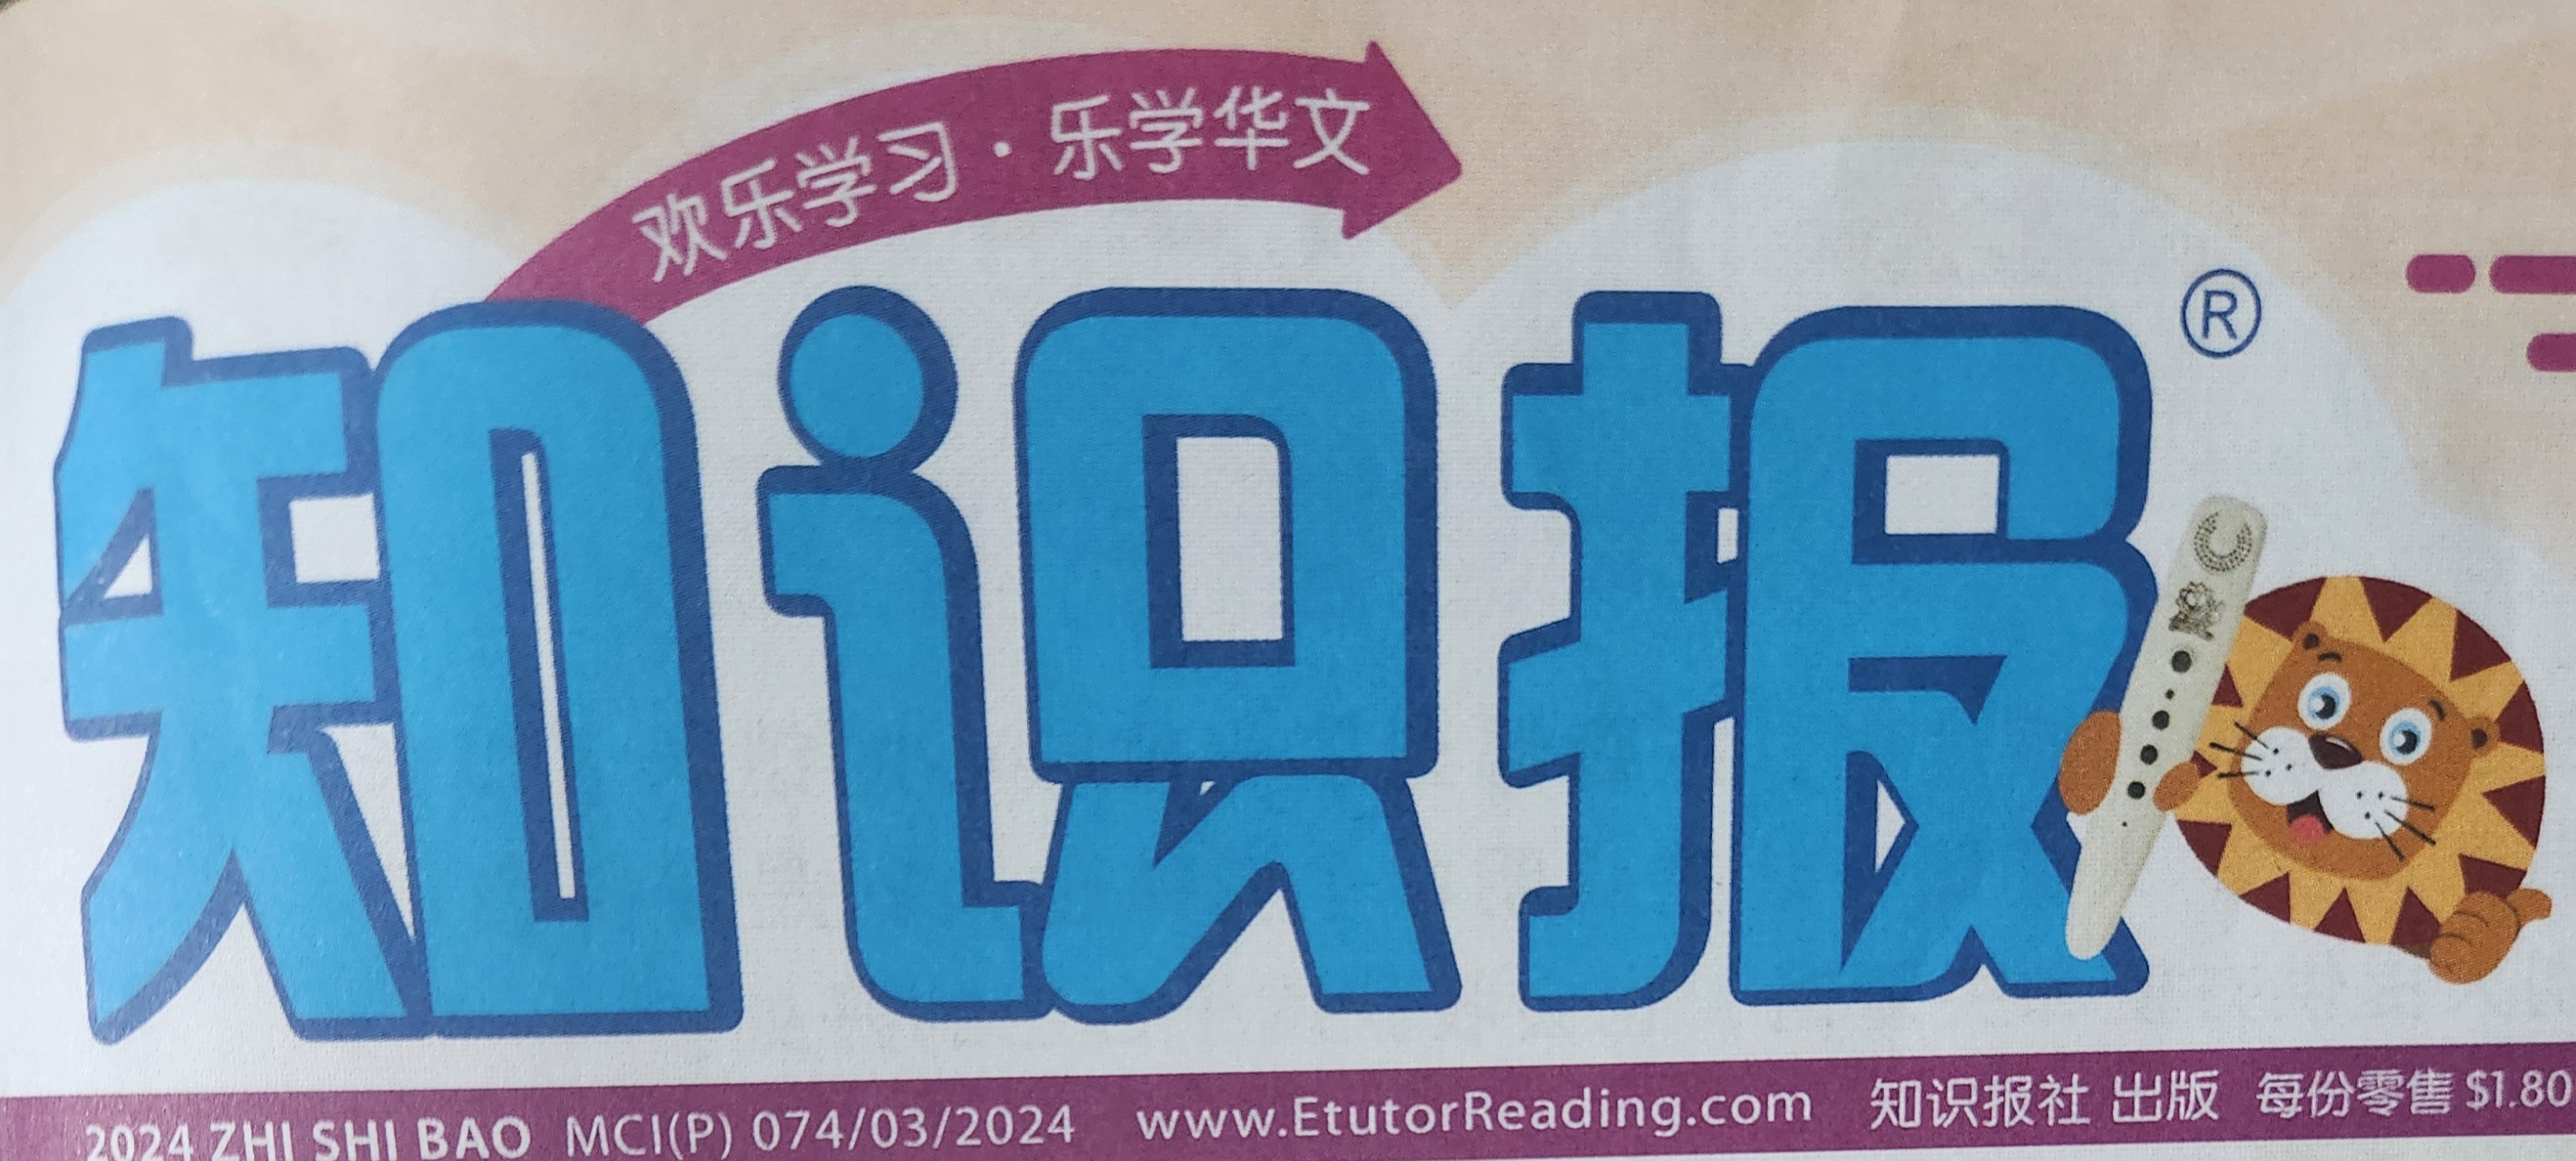 欢乐学习·乐学华文
知识报®
2024 ZHI SHI BAO MCI(P) 074/03/2024 www.EtutorReading.com 知识报社 出版 每份零售 $1.80